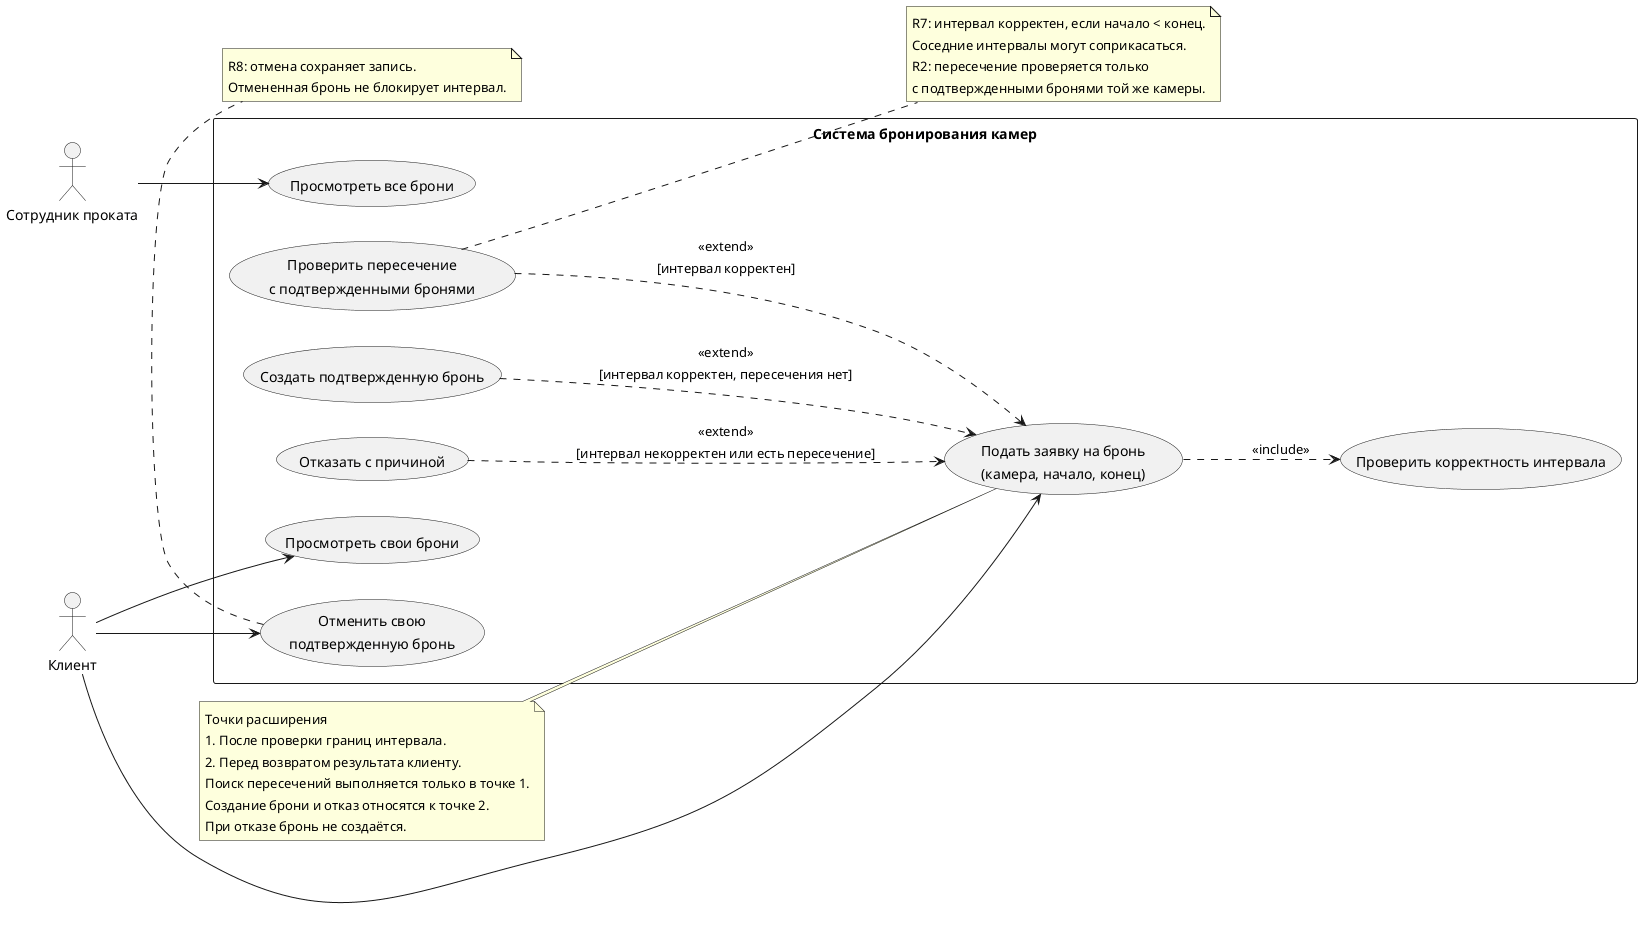 R7: интервал корректен, если начало < конец.
Соседние интервалы могут соприкасаться.
R2: пересечение проверяется только
с подтвержденными бронями той же камеры.
R8: отмена сохраняет запись.
Отмененная бронь не блокирует интервал.
Система бронирования камер
Сотрудник проката
Просмотреть все брони
Проверить пересечение
с подтвержденными бронями
«extend»
[интервал корректен]
Создать подтвержденную бронь
«extend»
[интервал корректен, пересечения нет]
Отказать с причиной
«extend»
[интервал некорректен или есть пересечение]
Подать заявку на бронь
(камера, начало, конец)
«include»
Проверить корректность интервала
Просмотреть свои брони
Отменить свою
подтвержденную бронь
Клиент
Точки расширения
1. После проверки границ интервала.
2. Перед возвратом результата клиенту.
Поиск пересечений выполняется только в точке 1.
Создание брони и отказ относятся к точке 2.
При отказе бронь не создаётся.